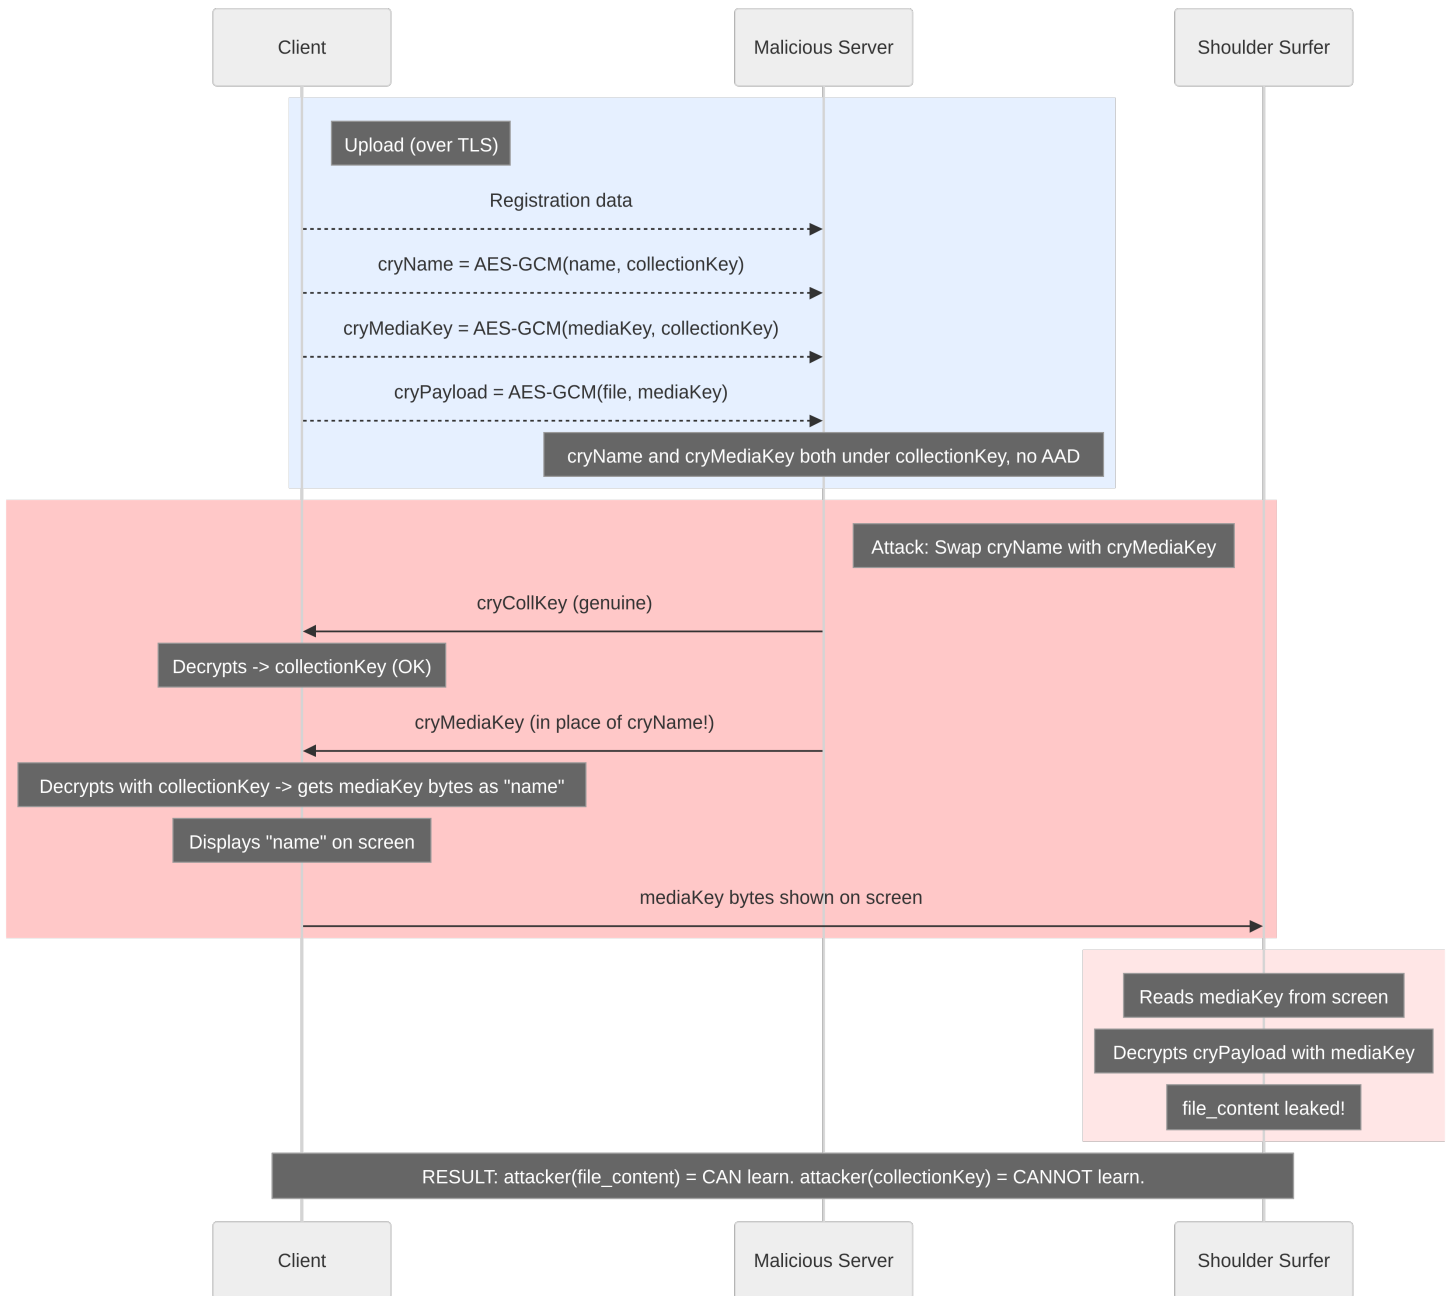 Client
Malicious Server
Shoulder Surfer
Upload (over TLS)
Registration data
cryName = AES-GCM(name, collectionKey)
cryMediaKey = AES-GCM(mediaKey, collectionKey)
cryPayload = AES-GCM(file, mediaKey)
cryName and cryMediaKey both under collectionKey, no AAD
Attack: Swap cryName with cryMediaKey
cryCollKey (genuine)
Decrypts -> collectionKey (OK)
cryMediaKey (in place of cryName!)
Decrypts with collectionKey -> gets mediaKey bytes as "name"
Displays "name" on screen
mediaKey bytes shown on screen
Reads mediaKey from screen
Decrypts cryPayload with mediaKey
file_content leaked!
RESULT: attacker(file_content) = CAN learn. attacker(collectionKey) = CANNOT learn.
Client
Malicious Server
Shoulder Surfer